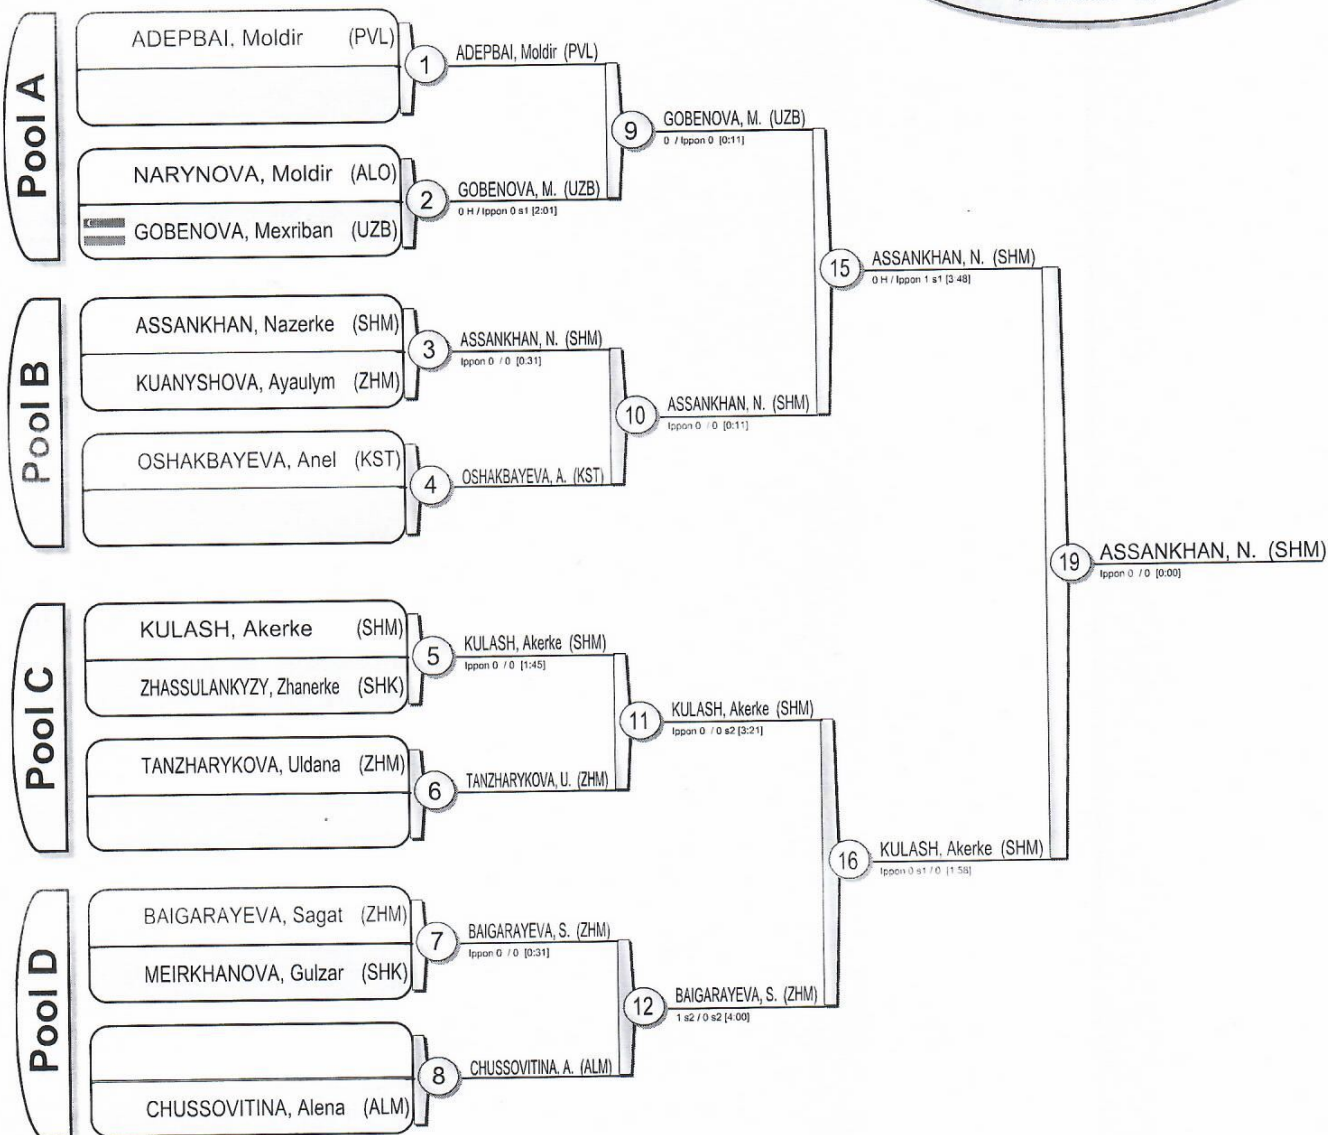 Pool A
ADEPBAI, Moldir (PVL)
1
ADEPBAI, Moldir (PVL)
NARYNOVA, Moldir (ALO)
GOBENOVA, Mexriban (UZB)
2
GOBENOVA, M. (UZB)
0 H / Ippon 0 s1 [2:01]
9
GOBENOVA, M. (UZB)
0 / Ippon 0 [0:11]
Pool B
ASSANKHAN, Nazerke (SHM)
KUANYSHOVA, Ayaulym (ZHM)
3
ASSANKHAN, N. (SHM)
Ippon 0 / 0 [0:31]
OSHAKBAYEVA, Anel (KST)
4
OSHAKBAYEVA, A. (KST)
10
ASSANKHAN, N. (SHM)
Ippon 0 / 0 [0:11]
15
ASSANKHAN, N. (SHM)
0 H / Ippon 1 s1 [3:48]
Pool C
KULASH, Akerke (SHM)
ZHASSULANKYZY, Zhanerke (SHK)
5
KULASH, Akerke (SHM)
Ippon 0 / 0 [1:45]
TANZHARYKOVA, Uldana (ZHM)
6
TANZHARYKOVA, U. (ZHM)
11
KULASH, Akerke (SHM)
Ippon 0 / 0 s2 [3:21]
Pool D
BAIGARAYEVA, Sagat (ZHM)
MEIRKHANOVA, Gulzar (SHK)
7
BAIGARAYEVA, S. (ZHM)
Ippon 0 / 0 [0:31]
CHUSSOVITINA, Alena (ALM)
8
CHUSSOVITINA, A. (ALM)
12
BAIGARAYEVA, S. (ZHM)
1 s2 / 0 s2 [4:00]
16
KULASH, Akerke (SHM)
Ippon 0 s1 / 0 [1:58]
19
ASSANKHAN, N. (SHM)
Ippon 0 / 0 [0:00]